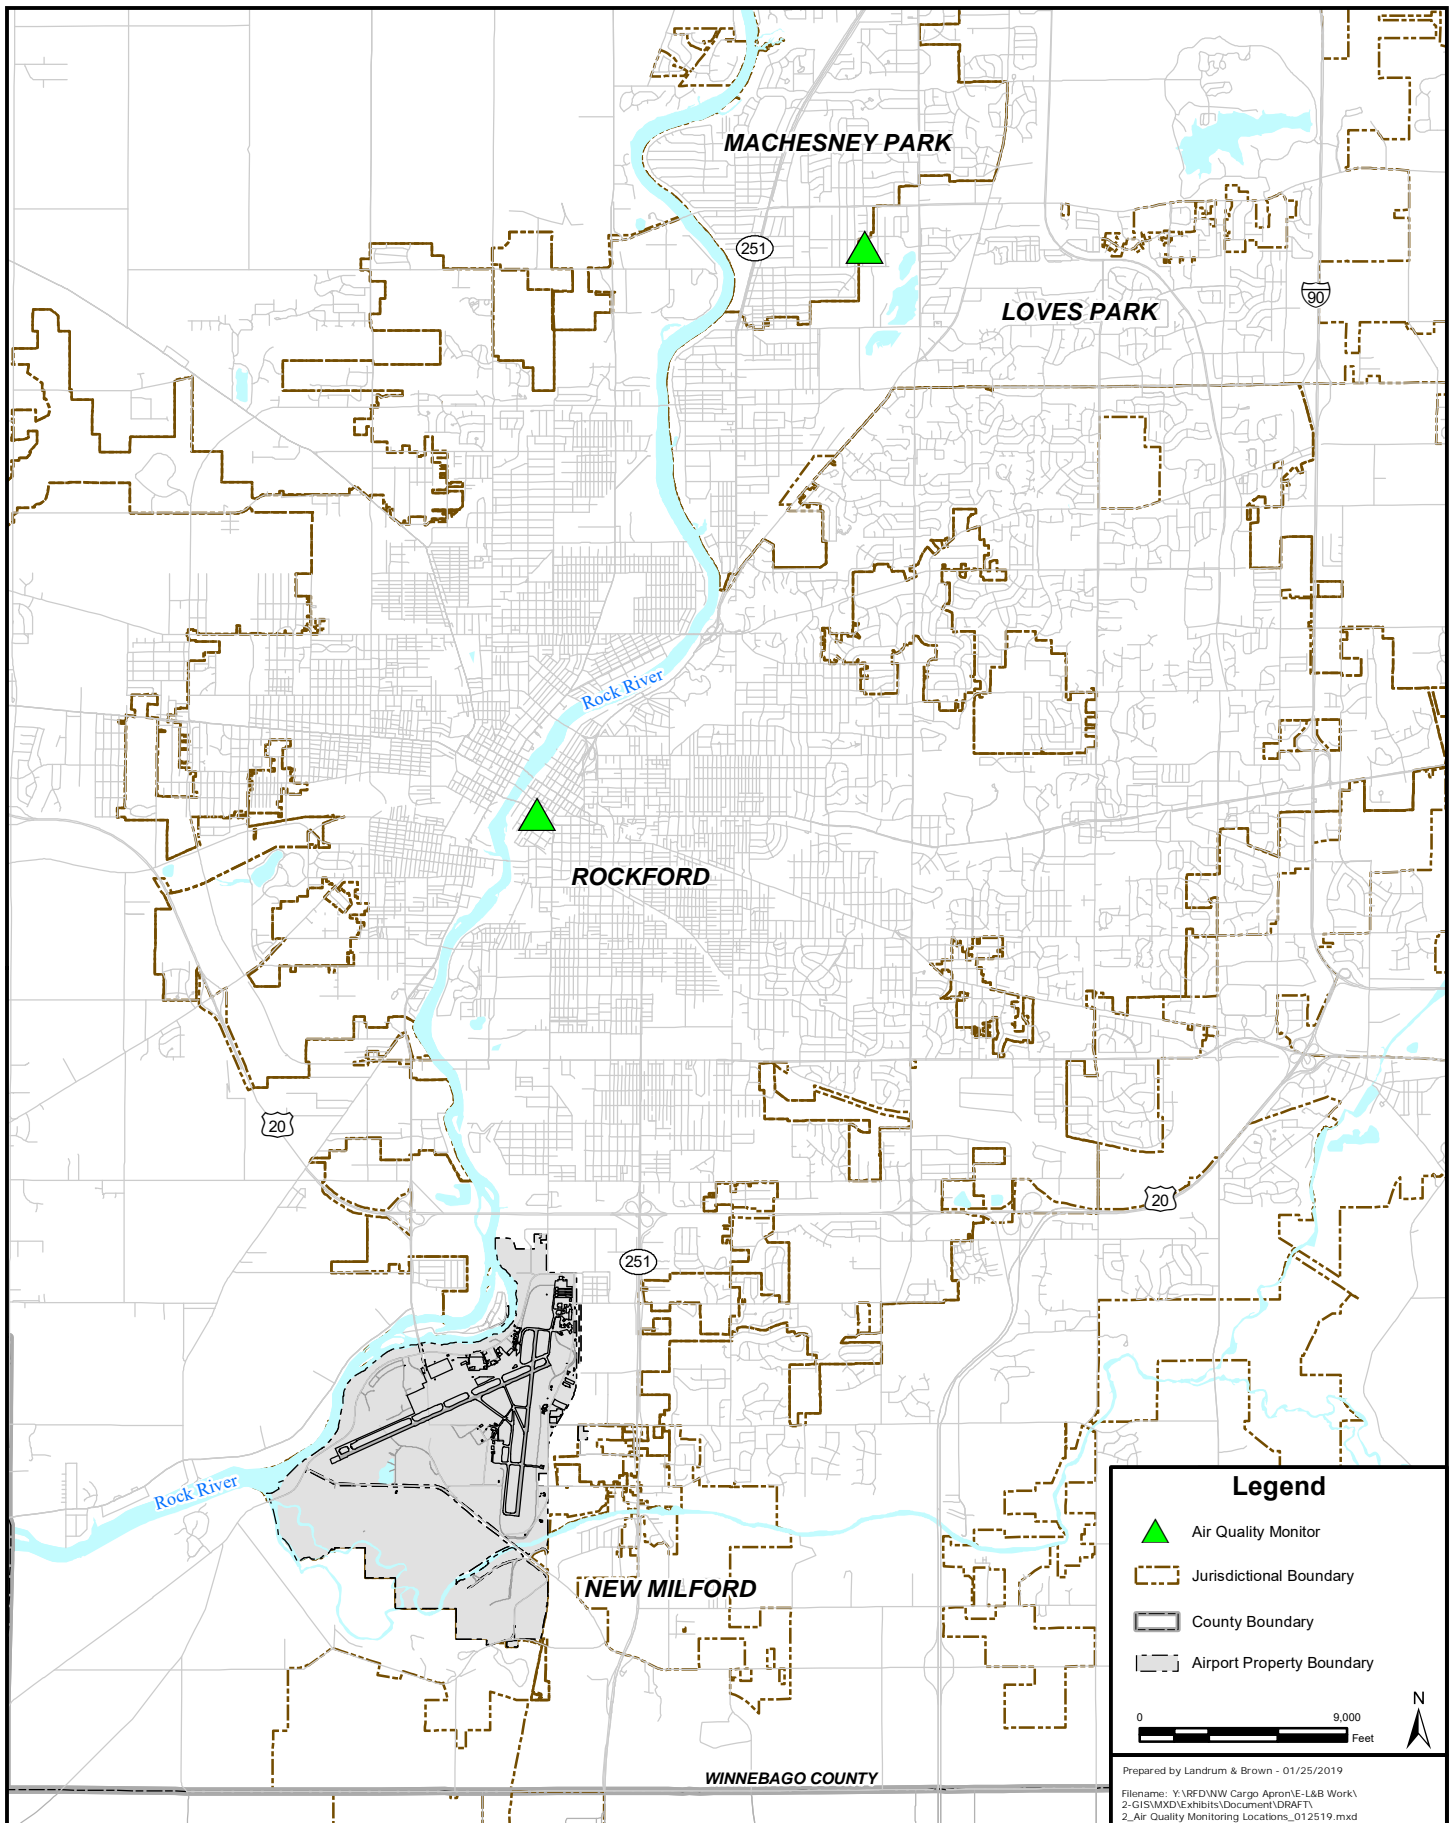 MACHESNEY PARK
251
90
LOVES PARK
Rock River
ROCKFORD
20
20
251
Rock River
NEW MILFORD
WINNEBAGO COUNTY
Legend
Air Quality Monitor
Jurisdictional Boundary
County Boundary
Airport Property Boundary
N
0 9,000
Feet
Prepared by Landrum & Brown - 01/25/2019
Filename: Y:\RFD\NW Cargo Apron\E-L&B Work\
2-GIS\MXD\Exhibits\Document\DRAFT\
2_Air Quality Monitoring Locations_012519.mxd